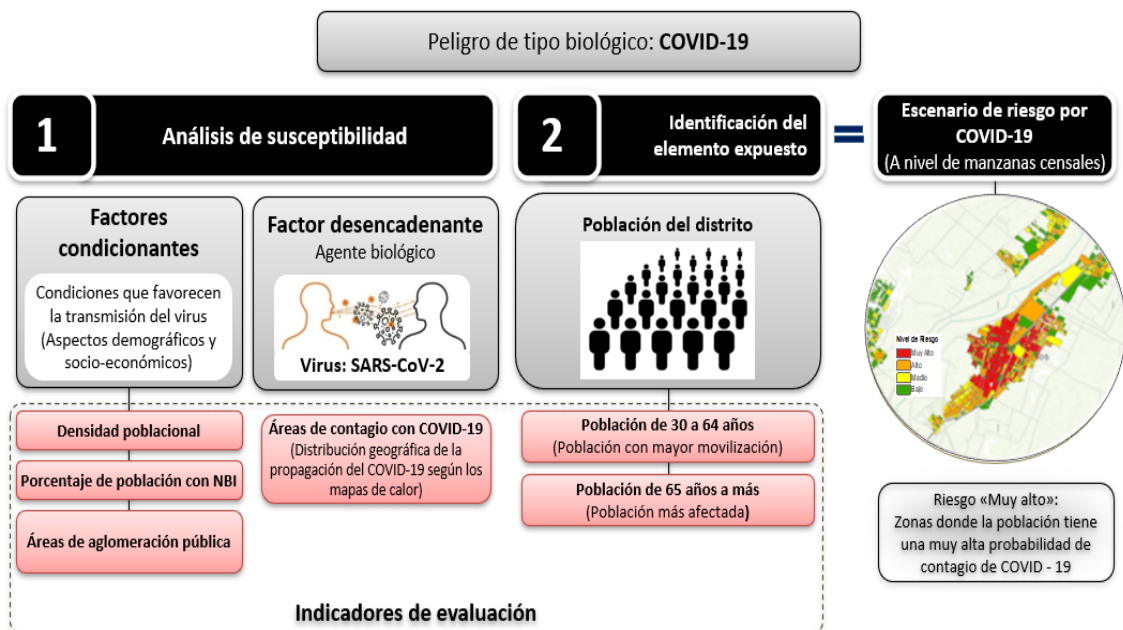 Peligro de tipo biológico: COVID-19
1
Análisis de susceptibilidad
2
Identificación del
elemento expuesto
=
Escenario de riesgo por
COVID-19
(A nivel de manzanas censales)
Factores
condicionantes
Condiciones que favorecen
la transmisión del virus
(Aspectos demográficos y
socio-económicos)
Factor desencadenante
Agente biológico
Virus: SARS-CoV-2
Población del distrito
Nivel de Riesgo
Muy Alto
Alto
Medio
Bajo
Densidad poblacional
Porcentaje de población con NBI
Áreas de aglomeración pública
Áreas de contagio con COVID-19
(Distribución geográfica de la
propagación del COVID-19 según los
mapas de calor)
Población de 30 a 64 años
(Población con mayor movilización)
Población de 65 años a más
(Población más afectada)
Riesgo «Muy alto»:
Zonas donde la población tiene
una muy alta probabilidad de
contagio de COVID - 19
Indicadores de evaluación